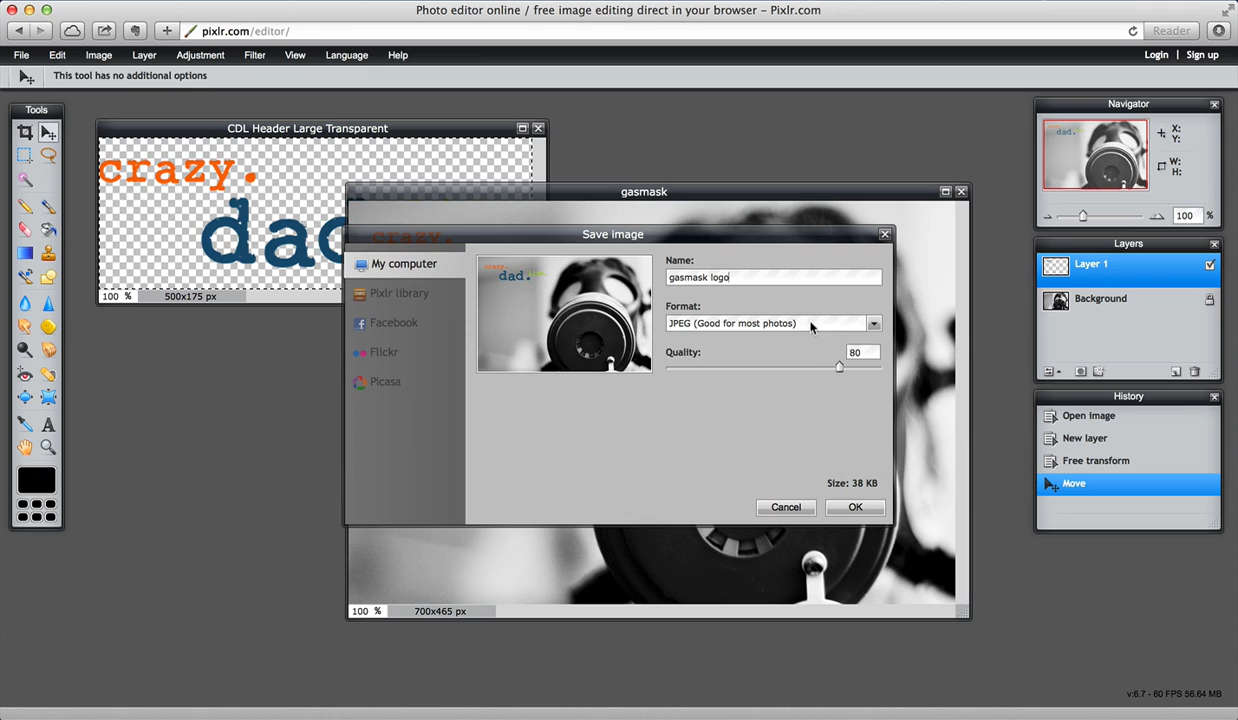 Photo editor online / free image editing direct in your browser – Pixlr.com
pixlr.com/editor/
Reader
File Edit Image Layer Adjustment Filter View Language Help
Login | Sign up
This tool has no additional options
Tools
CDL Header Large Transparent
crazy.
dad
100 % 500x175 px
gasmask
crazy.
Save image
My computer
Pixlr library
Facebook
Flickr
Picasa
crazy.
dad.
Name:
gasmask logo
Format:
JPEG (Good for most photos)
Quality:
80
Size: 38 KB
Cancel
OK
100 % 700x465 px
Navigator
dad.
X:
Y:
W:
H:
100 %
Layers
Layer 1
Background
History
Open image
New layer
Free transform
Move
v:6.7 - 60 FPS 56.64 MB